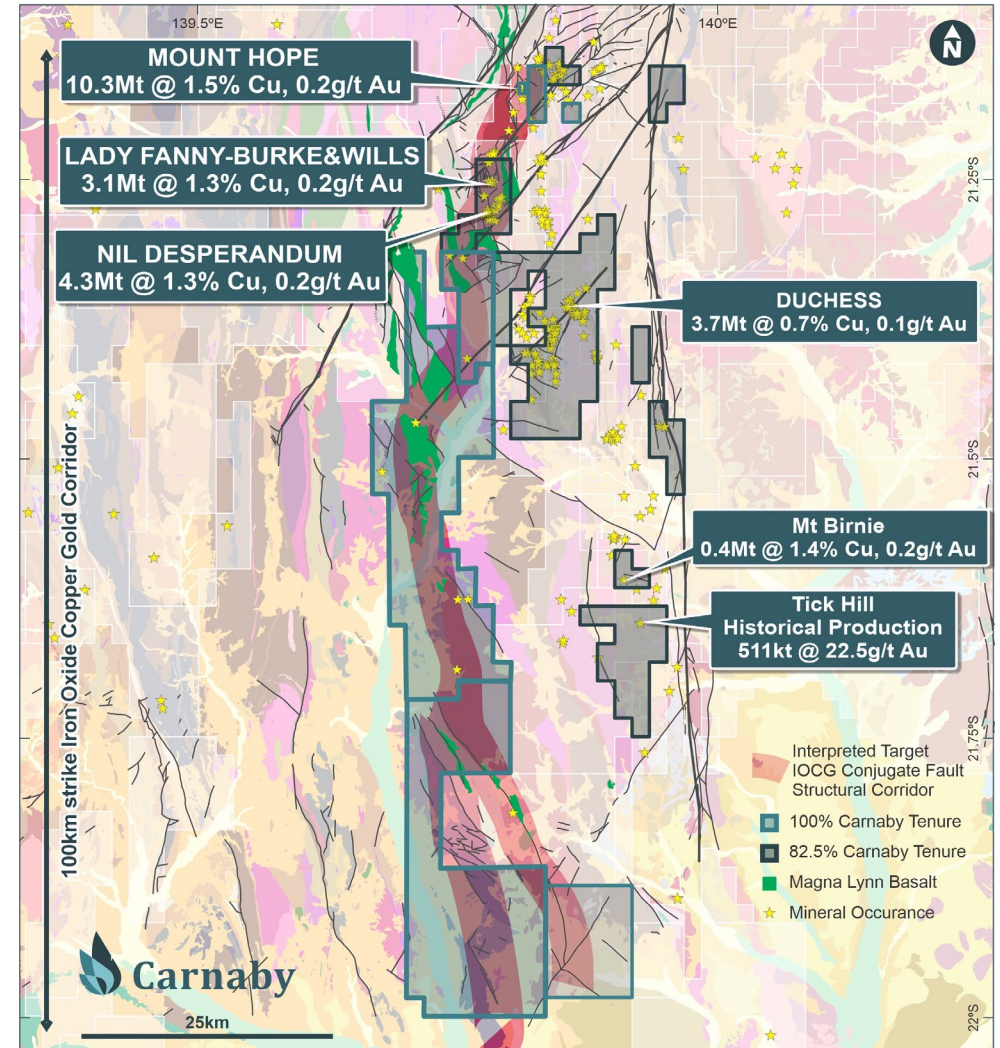 139.5ºE
140ºE
N
MOUNT HOPE
10.3Mt @ 1.5% Cu, 0.2g/t Au
LADY FANNY-BURKE&WILLS
3.1Mt @ 1.3% Cu, 0.2g/t Au
21.25ºS
NIL DESPERANDUM
4.3Mt @ 1.3% Cu, 0.2g/t Au
DUCHESS
3.7Mt @ 0.7% Cu, 0.1g/t Au
21.5ºS
100km strike Iron Oxide Copper Gold Corridor
Mt Birnie
0.4Mt @ 1.4% Cu, 0.2g/t Au
Tick Hill
Historical Production
511kt @ 22.5g/t Au
21.75ºS
Interpreted Target
IOCG Conjugate Fault
Structural Corridor
100% Carnaby Tenure
82.5% Carnaby Tenure
Magna Lynn Basalt
Mineral Occurance
Carnaby
25km
22ºS